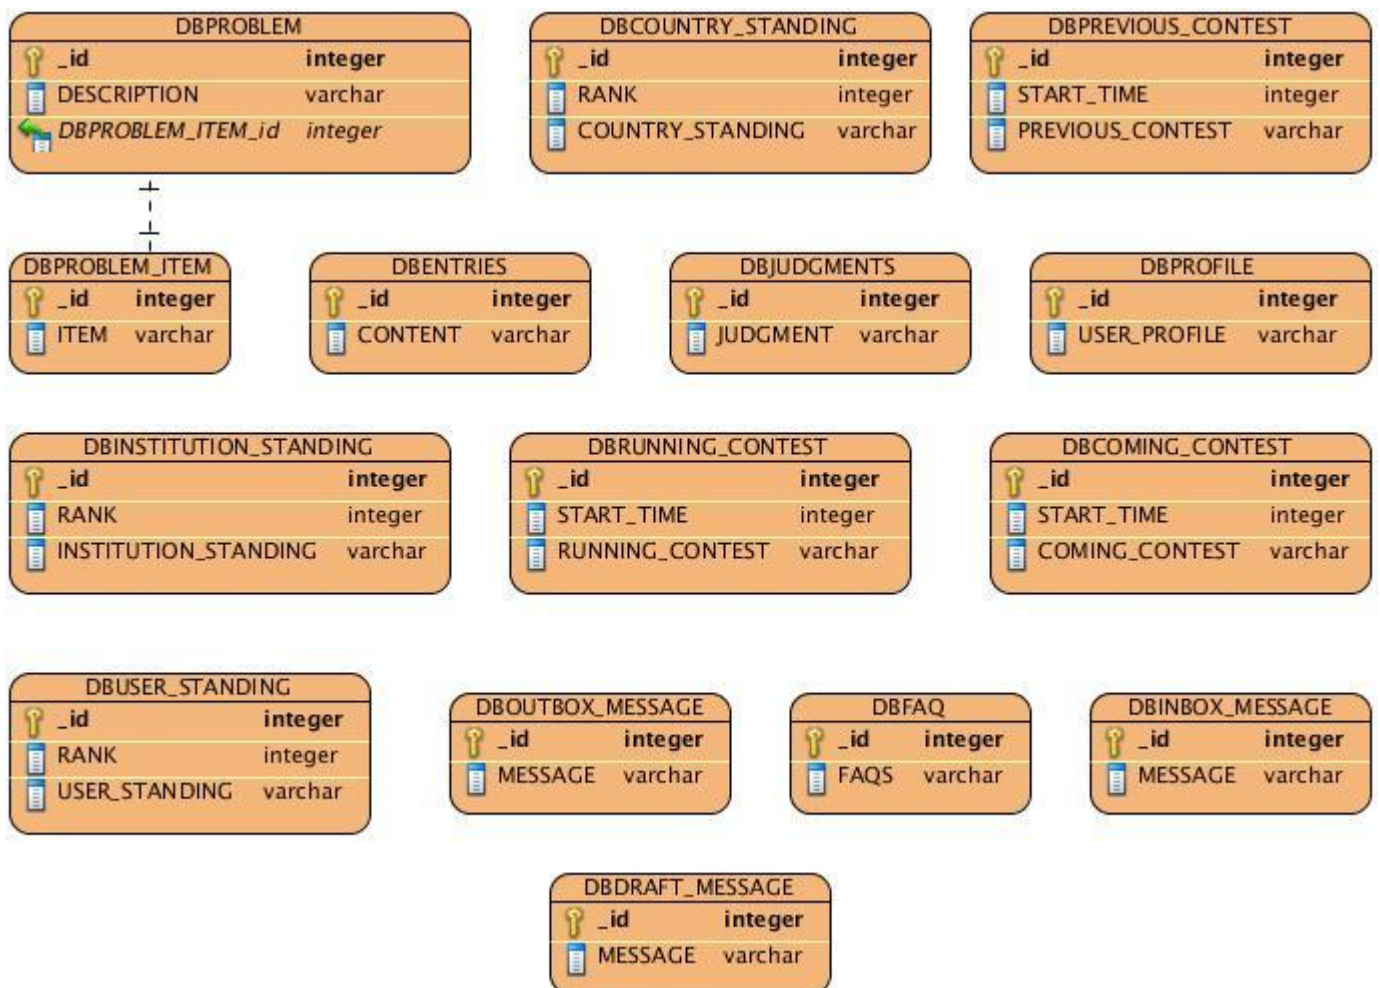 DBPROBLEM
_id integer
DESCRIPTION varchar
DBPROBLEM_ITEM_id integer
DBCOUNTRY_STANDING
_id integer
RANK integer
COUNTRY_STANDING varchar
DBPREVIOUS_CONTEST
_id integer
START_TIME integer
PREVIOUS_CONTEST varchar
DBPROBLEM_ITEM
_id integer
ITEM varchar
DBENTRIES
_id integer
CONTENT varchar
DBJUDGMENTS
_id integer
JUDGMENT varchar
DBPROFILE
_id integer
USER_PROFILE varchar
DBINSTITUTION_STANDING
_id integer
RANK integer
INSTITUTION_STANDING varchar
DBRUNNING_CONTEST
_id integer
START_TIME integer
RUNNING_CONTEST varchar
DBCOMING_CONTEST
_id integer
START_TIME integer
COMING_CONTEST varchar
DBUSER_STANDING
_id integer
RANK integer
USER_STANDING varchar
DBOUTBOX_MESSAGE
_id integer
MESSAGE varchar
DBFAQ
_id integer
FAQS varchar
DBINBOX_MESSAGE
_id integer
MESSAGE varchar
DBDRAFT_MESSAGE
_id integer
MESSAGE varchar